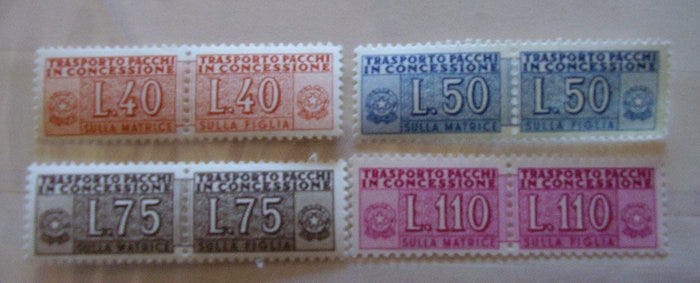 TRASPORTO PACCHI TRASPORTO PACCHI
IN CONCESSIONE IN CONCESSIONE
L.40 L.40
SULLA MATRICE SULLA FIGLIA
TRASPORTO PACCHI TRASPORTO PACCHI
IN CONCESSIONE IN CONCESSIONE
L.50 L.50
SULLA MATRICE SULLA FIGLIA
TRASPORTO PACCHI TRASPORTO PACCHI
IN CONCESSIONE IN CONCESSIONE
L.75 L.75
SULLA MATRICE SULLA FIGLIA
TRASPORTO PACCHI TRASPORTO PACCHI
IN CONCESSIONE IN CONCESSIONE
L.110 L.110
SULLA MATRICE SULLA FIGLIA